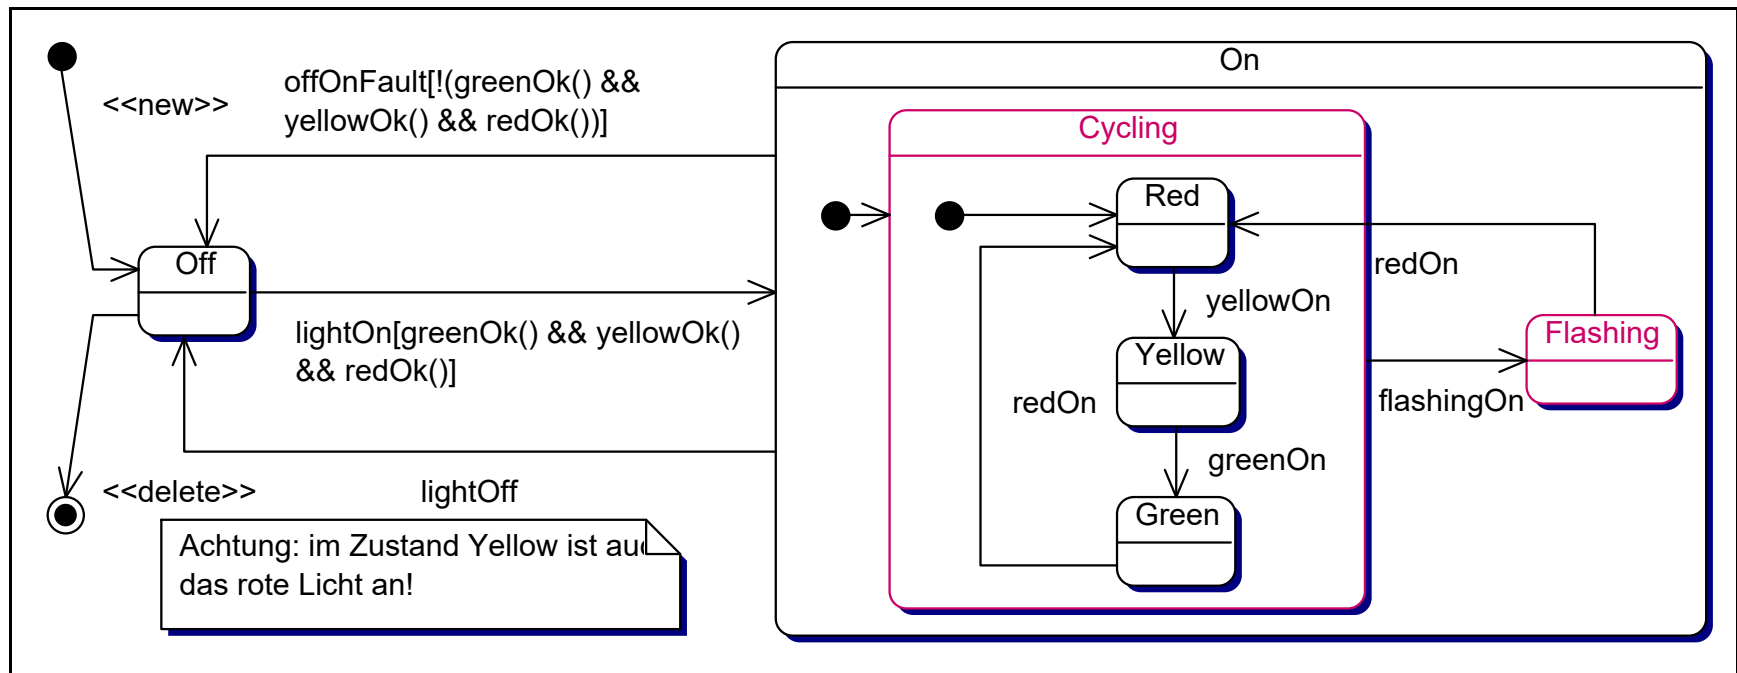 On
offOnFault[!(greenOk() &&
yellowOk() && redOk())]
<<new>>
Cycling
Red
Off
redOn
yellowOn
lightOn[greenOk() && yellowOk()
&& redOk()]
Flashing
Yellow
redOn
flashingOn
greenOn
<<delete>>
lightOff
Green
Achtung: im Zustand Yellow ist
das rote Licht an!